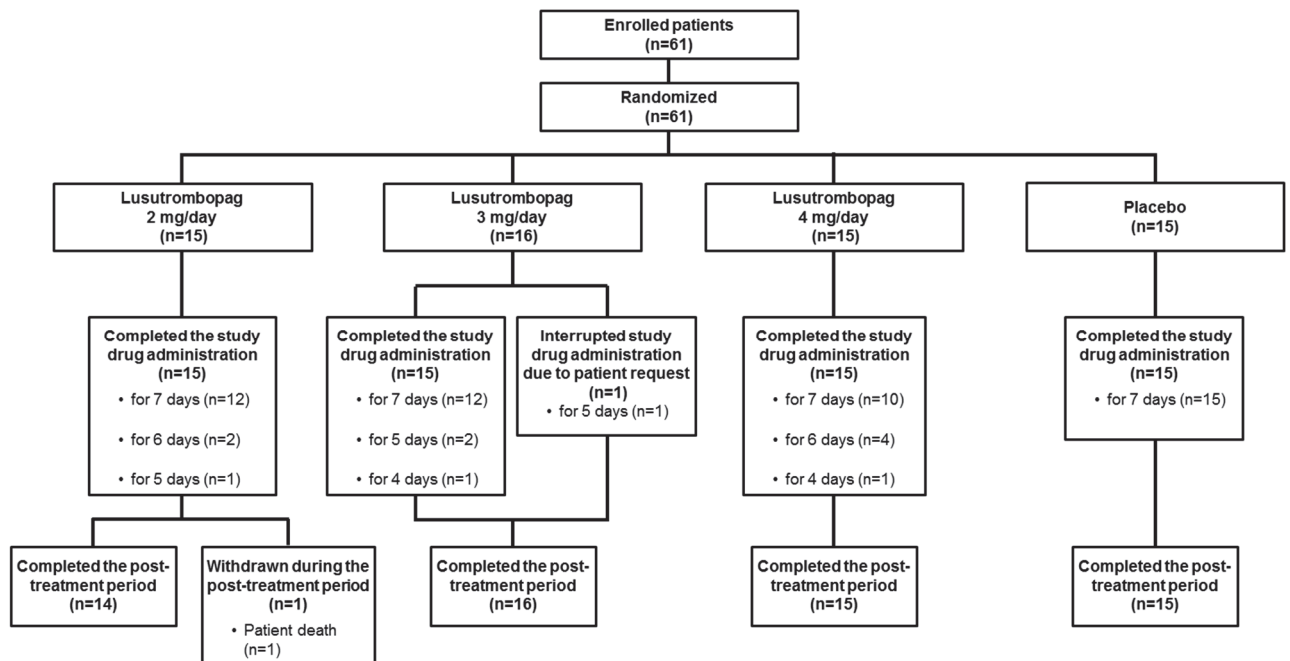 Enrolled patients
(n=61)
Randomized
(n=61)
Lusutrombopag
2 mg/day
(n=15)
Lusutrombopag
3 mg/day
(n=16)
Lusutrombopag
4 mg/day
(n=15)
Placebo
(n=15)
Completed the study
drug administration
(n=15)
• for 7 days (n=12)
• for 6 days (n=2)
• for 5 days (n=1)
Completed the study
drug administration
(n=15)
• for 7 days (n=12)
• for 5 days (n=2)
• for 4 days (n=1)
Interrupted study
drug administration
due to patient request
(n=1)
• for 5 days (n=1)
Completed the study
drug administration
(n=15)
• for 7 days (n=10)
• for 6 days (n=4)
• for 4 days (n=1)
Completed the study
drug administration
(n=15)
• for 7 days (n=15)
Completed the post-
treatment period
(n=14)
Withdrawn during the
post-treatment period
(n=1)
• Patient death
(n=1)
Completed the post-
treatment period
(n=16)
Completed the post-
treatment period
(n=15)
Completed the post-
treatment period
(n=15)